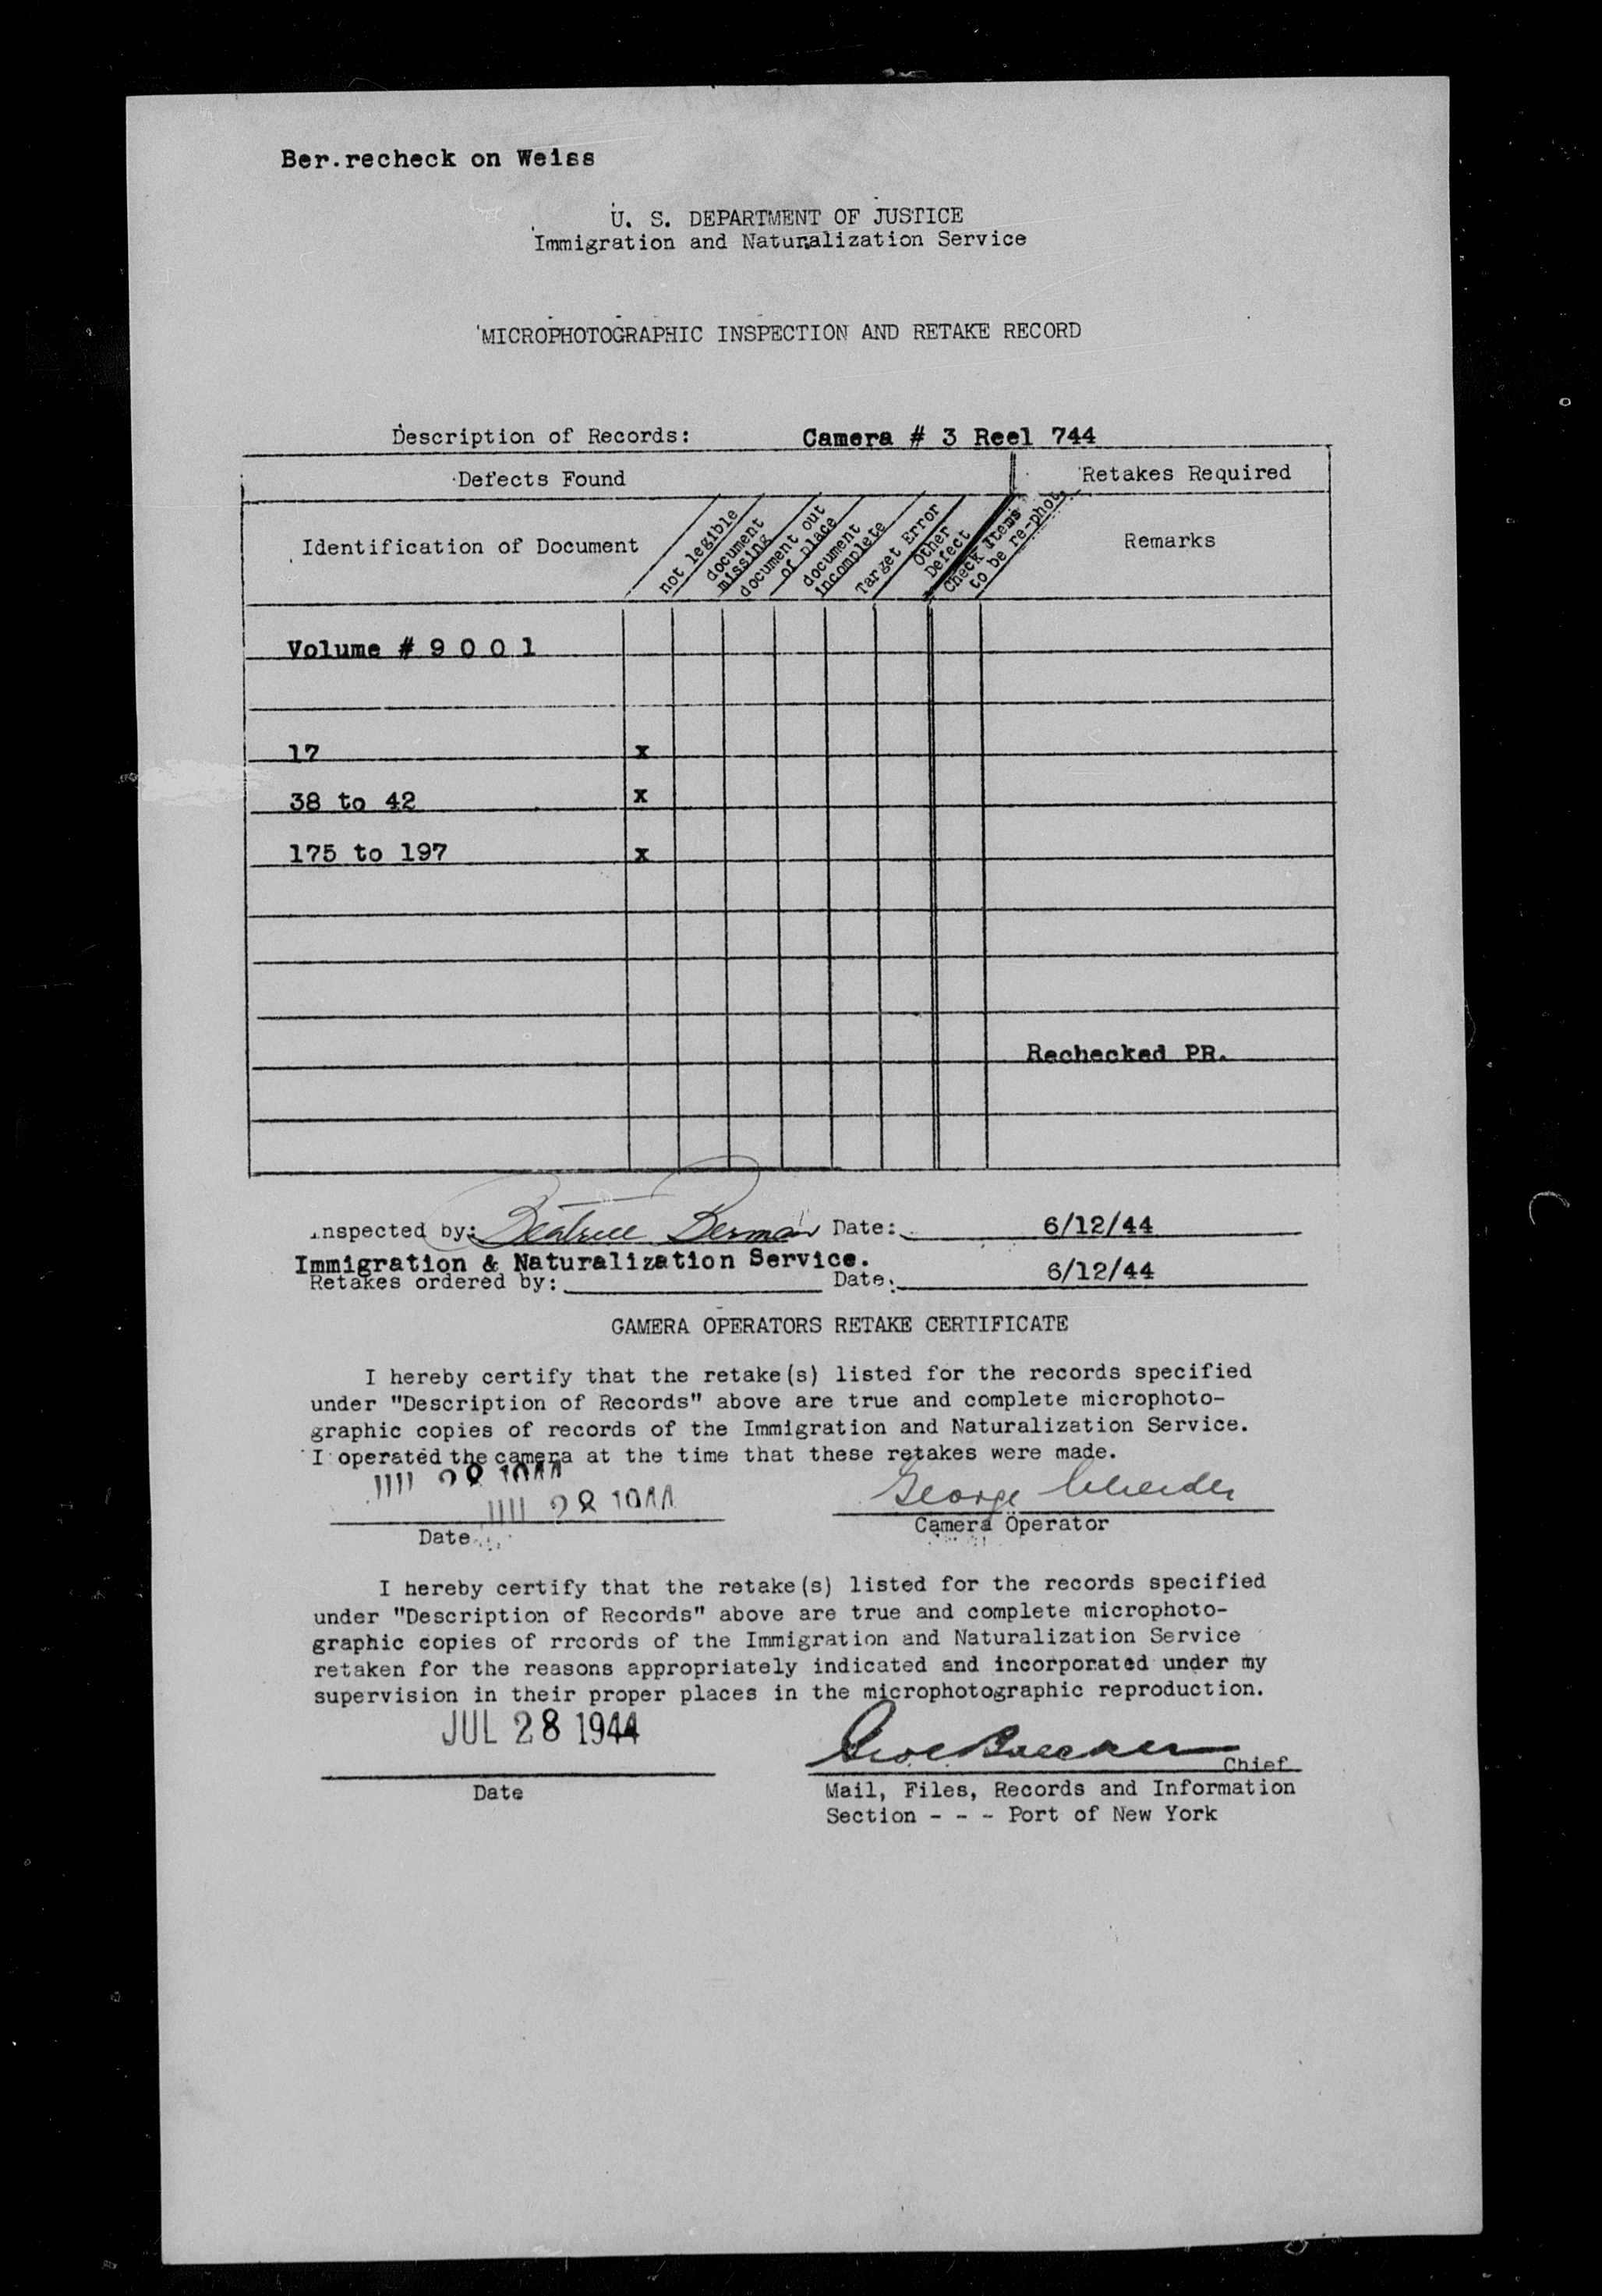 Ber.recheck on Weiss
U. S. DEPARTMENT OF JUSTICE
Immigration and Naturalization Service
MICROPHOTOGRAPHIC INSPECTION AND RETAKE RECORD
Description of Records: Camera # 3 Reel 744
Defects Found Retakes Required
Identification of Document
not legible
document
missing
document out
of place
document
incomplete
Target Error
Other
Defect
Check Items
to be re-phot.
Remarks
Volume # 9 0 0 1
17 x
38 to 42 x
175 to 197 x
Rechecked PR.
Inspected by: Beatrice Berman Date: 6/12/44
Immigration & Naturalization Service.
Retakes ordered by: Date. 6/12/44
CAMERA OPERATORS RETAKE CERTIFICATE
I hereby certify that the retake(s) listed for the records specified
under "Description of Records" above are true and complete microphoto-
graphic copies of records of the Immigration and Naturalization Service.
I operated the camera at the time that these retakes were made.
28 1944
28 1944
George
Date
Camera Operator
I hereby certify that the retake(s) listed for the records specified
under "Description of Records" above are true and complete microphoto-
graphic copies of rrcords of the Immigration and Naturalization Service
retaken for the reasons appropriately indicated and incorporated under my
supervision in their proper places in the microphotographic reproduction.
JUL 28 1944
Chief
Date
Mail, Files, Records and Information
Section - - - Port of New York